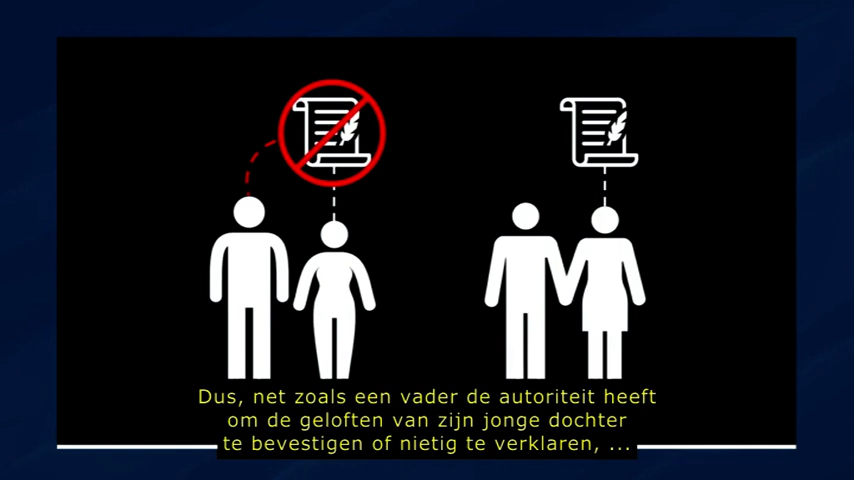 Dus, net zoals een vader de autoriteit heeft
om de geloften van zijn jonge dochter
te bevestigen of nietig te verklaren, ...